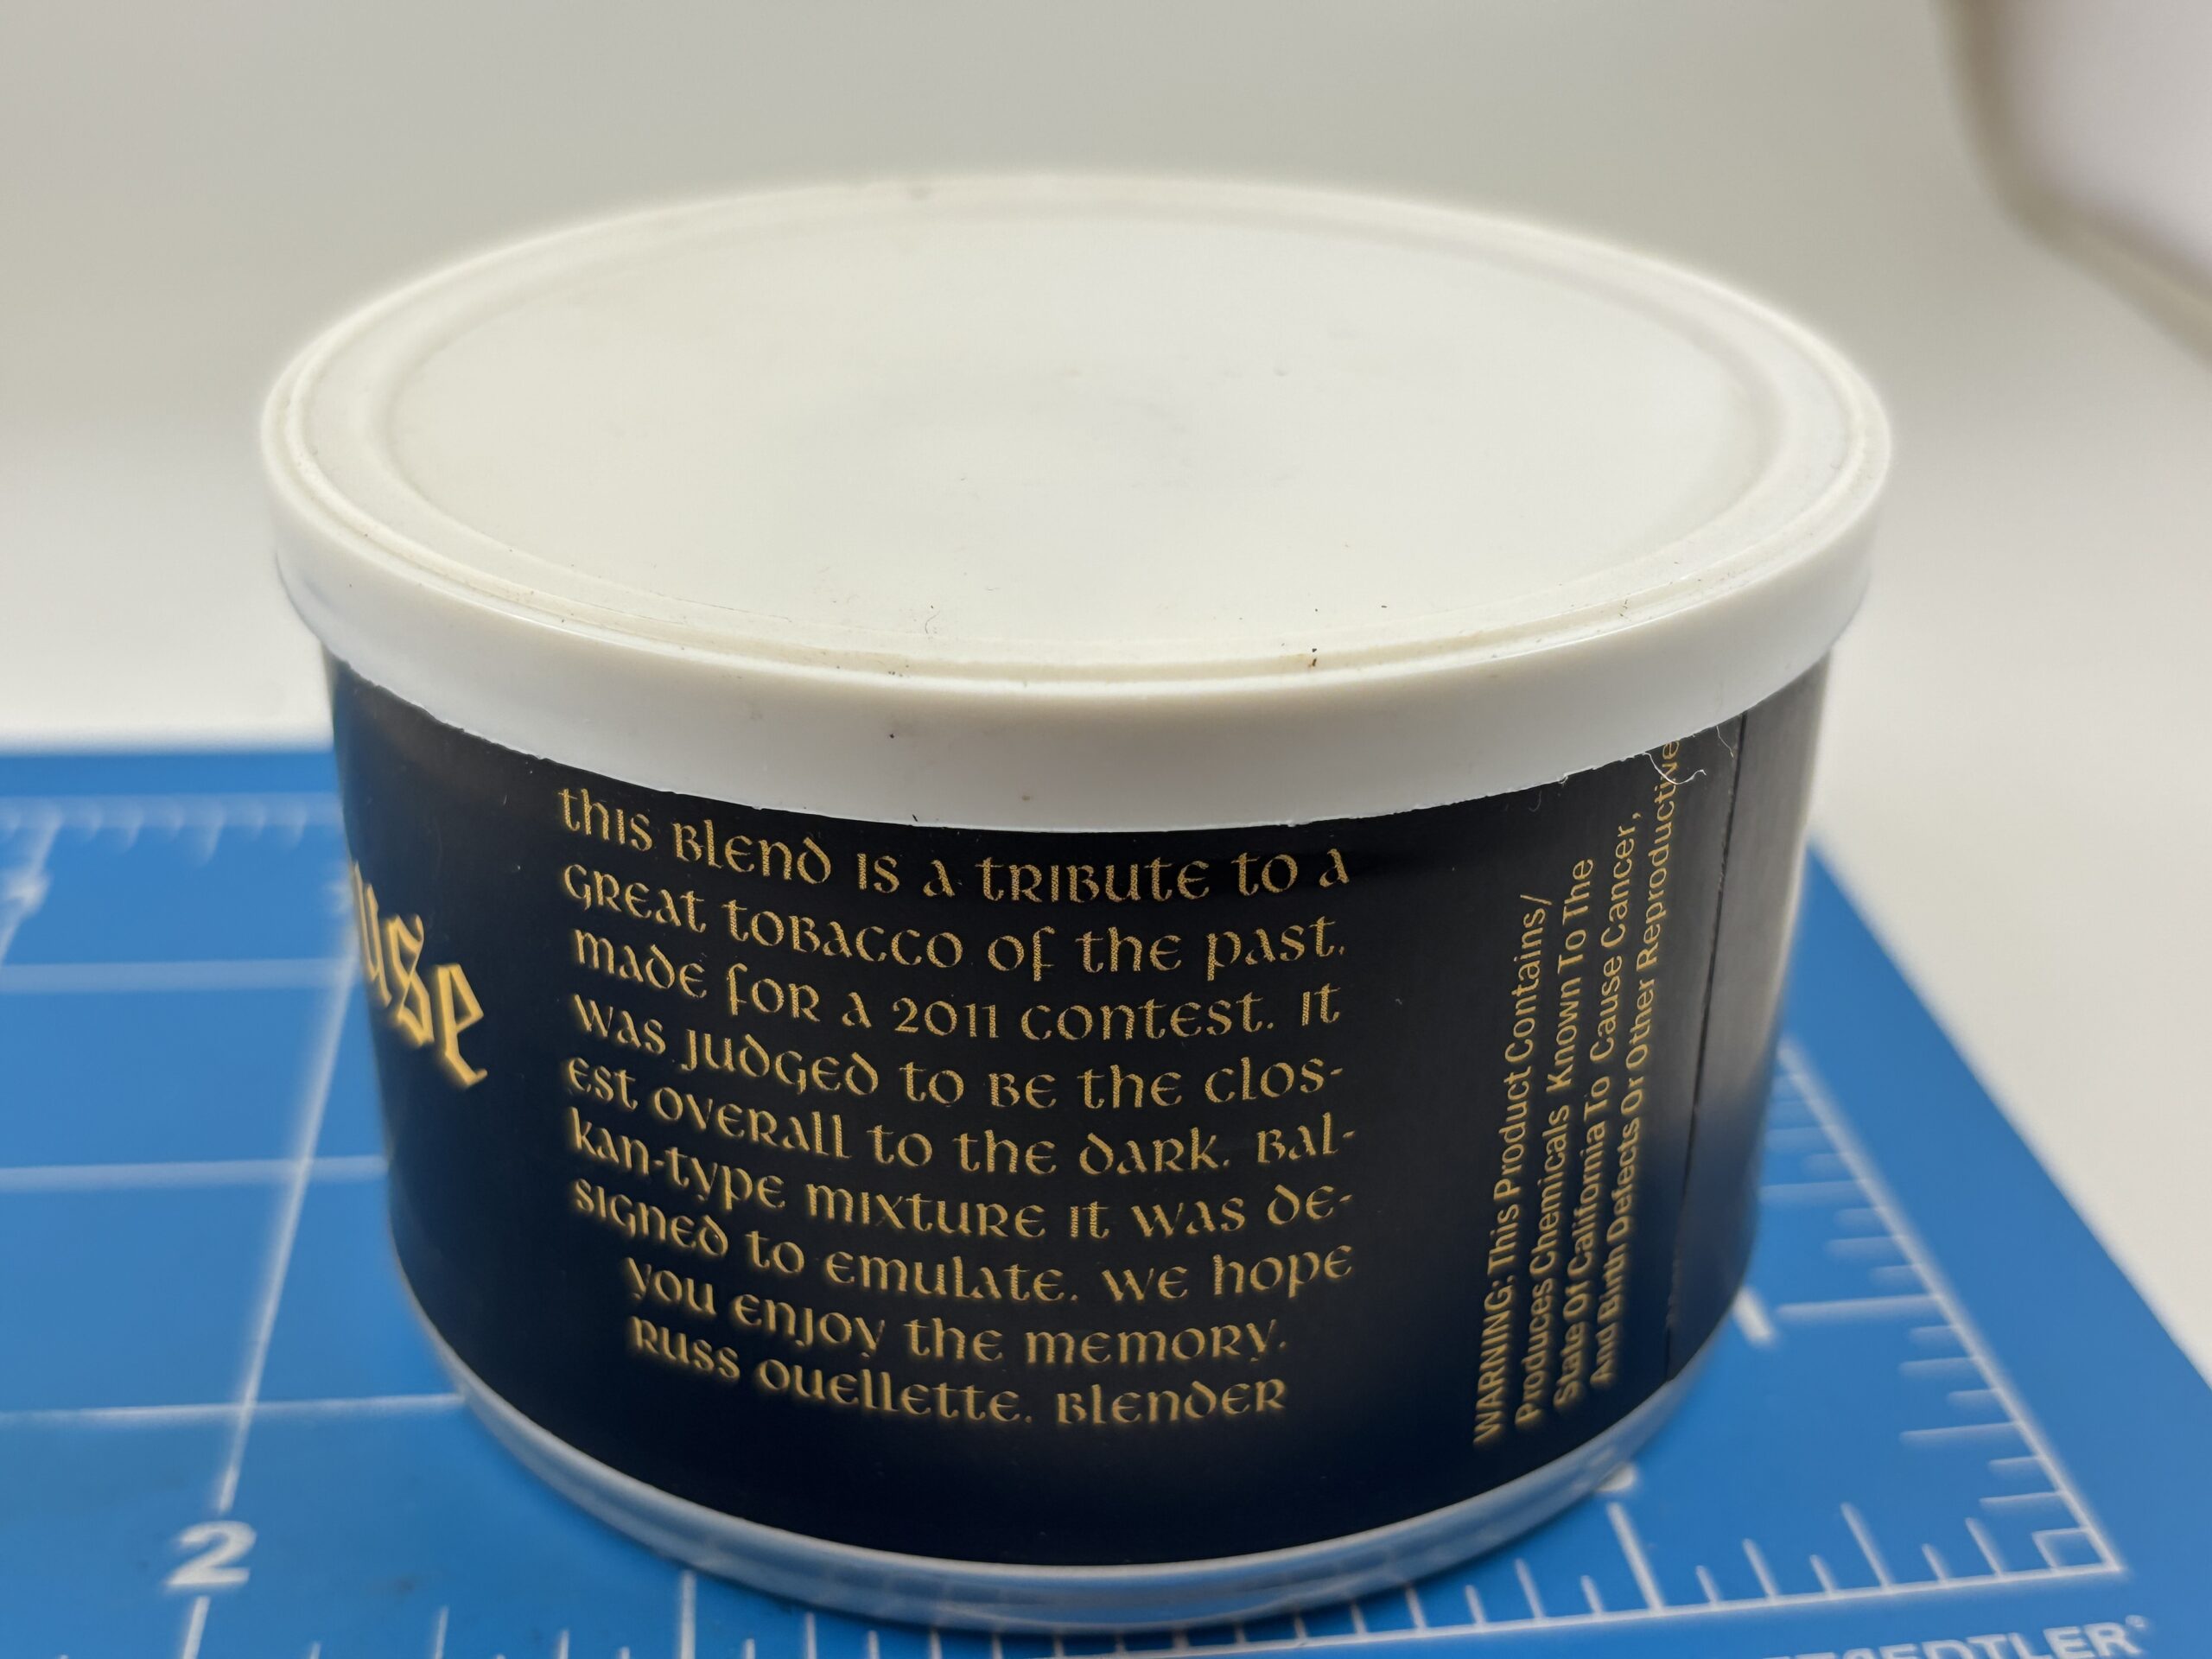 this blend is a tribute to a
great tobacco of the past.
made for a 2011 contest. It
was judged to be the clos-
est overall to the dark. Bal-
kan-type mixture it was de-
signed to emulate. We hope
you enjoy the memory.
Russ Ouellette. Blender
WARNING: This Product Contains/
Produces Chemicals Known To The
State Of California To Cause Cancer,
And Birth Defects Or Other Reproductive
2